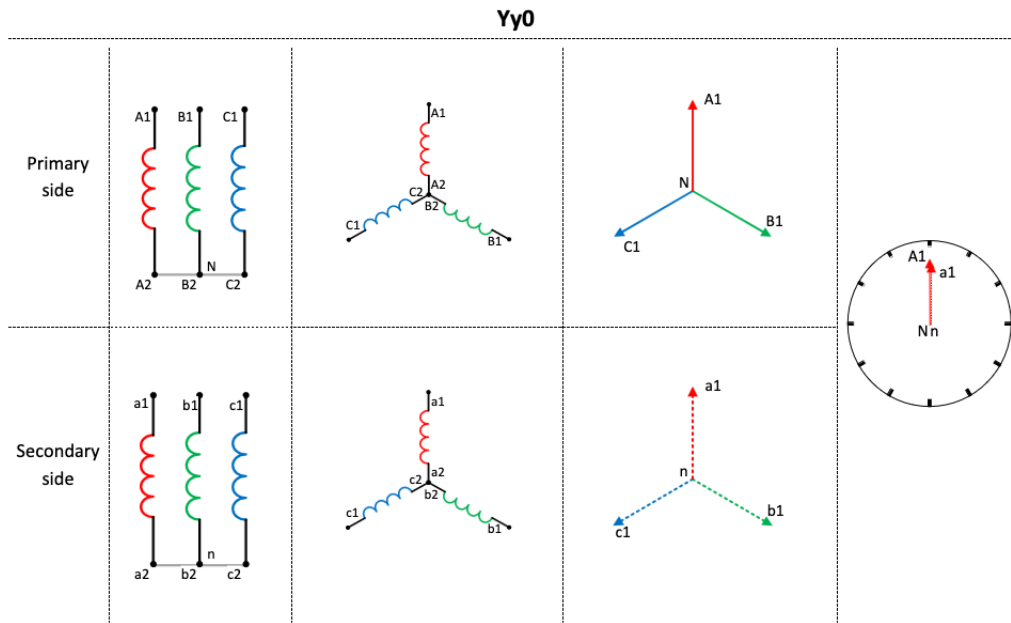 Yy0
A1 B1 C1
Primary
side
N
A2 B2 C2
A1
A2
C2
B2
C1
B1
A1
N
B1
C1
A1
a1
N n
a1 b1 c1
Secondary
side
n
a2 b2 c2
a1
a2
c2
b2
c1
b1
a1
n
b1
c1